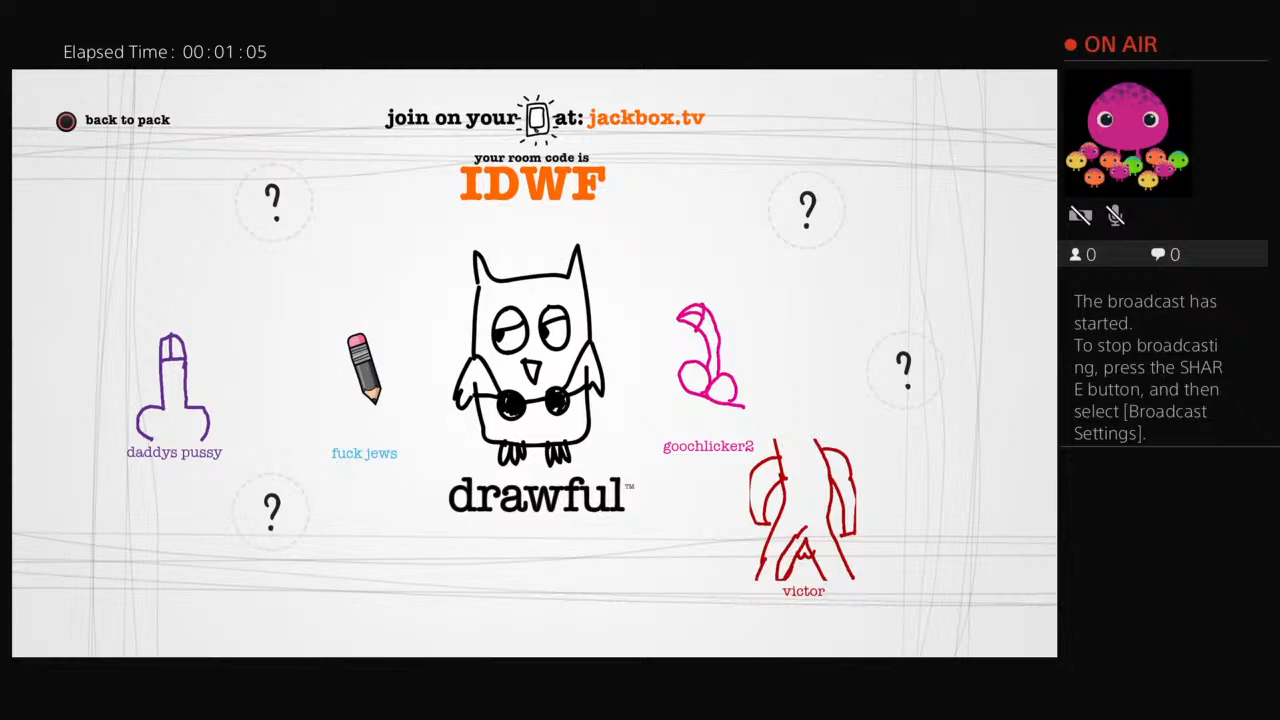 Elapsed Time: 00:01:05
ON AIR
back to pack
join on your at: jackbox.tv
your room code is
IDWF
?
?
0
0
The broadcast has
started.
To stop broadcasti
ng, press the SHAR
E button, and then
select [Broadcast
Settings].
?
daddys pussy
fuck jews
goochlicker2
?
drawful™
victor